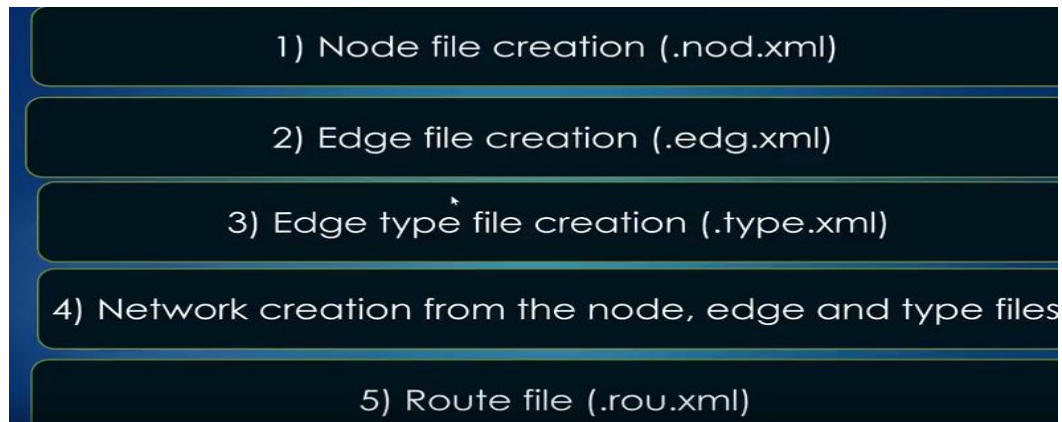 1) Node file creation (.nod.xml)
2) Edge file creation (.edg.xml)
3) Edge type file creation (.type.xml)
4) Network creation from the node, edge and type files
5) Route file (.rou.xml)